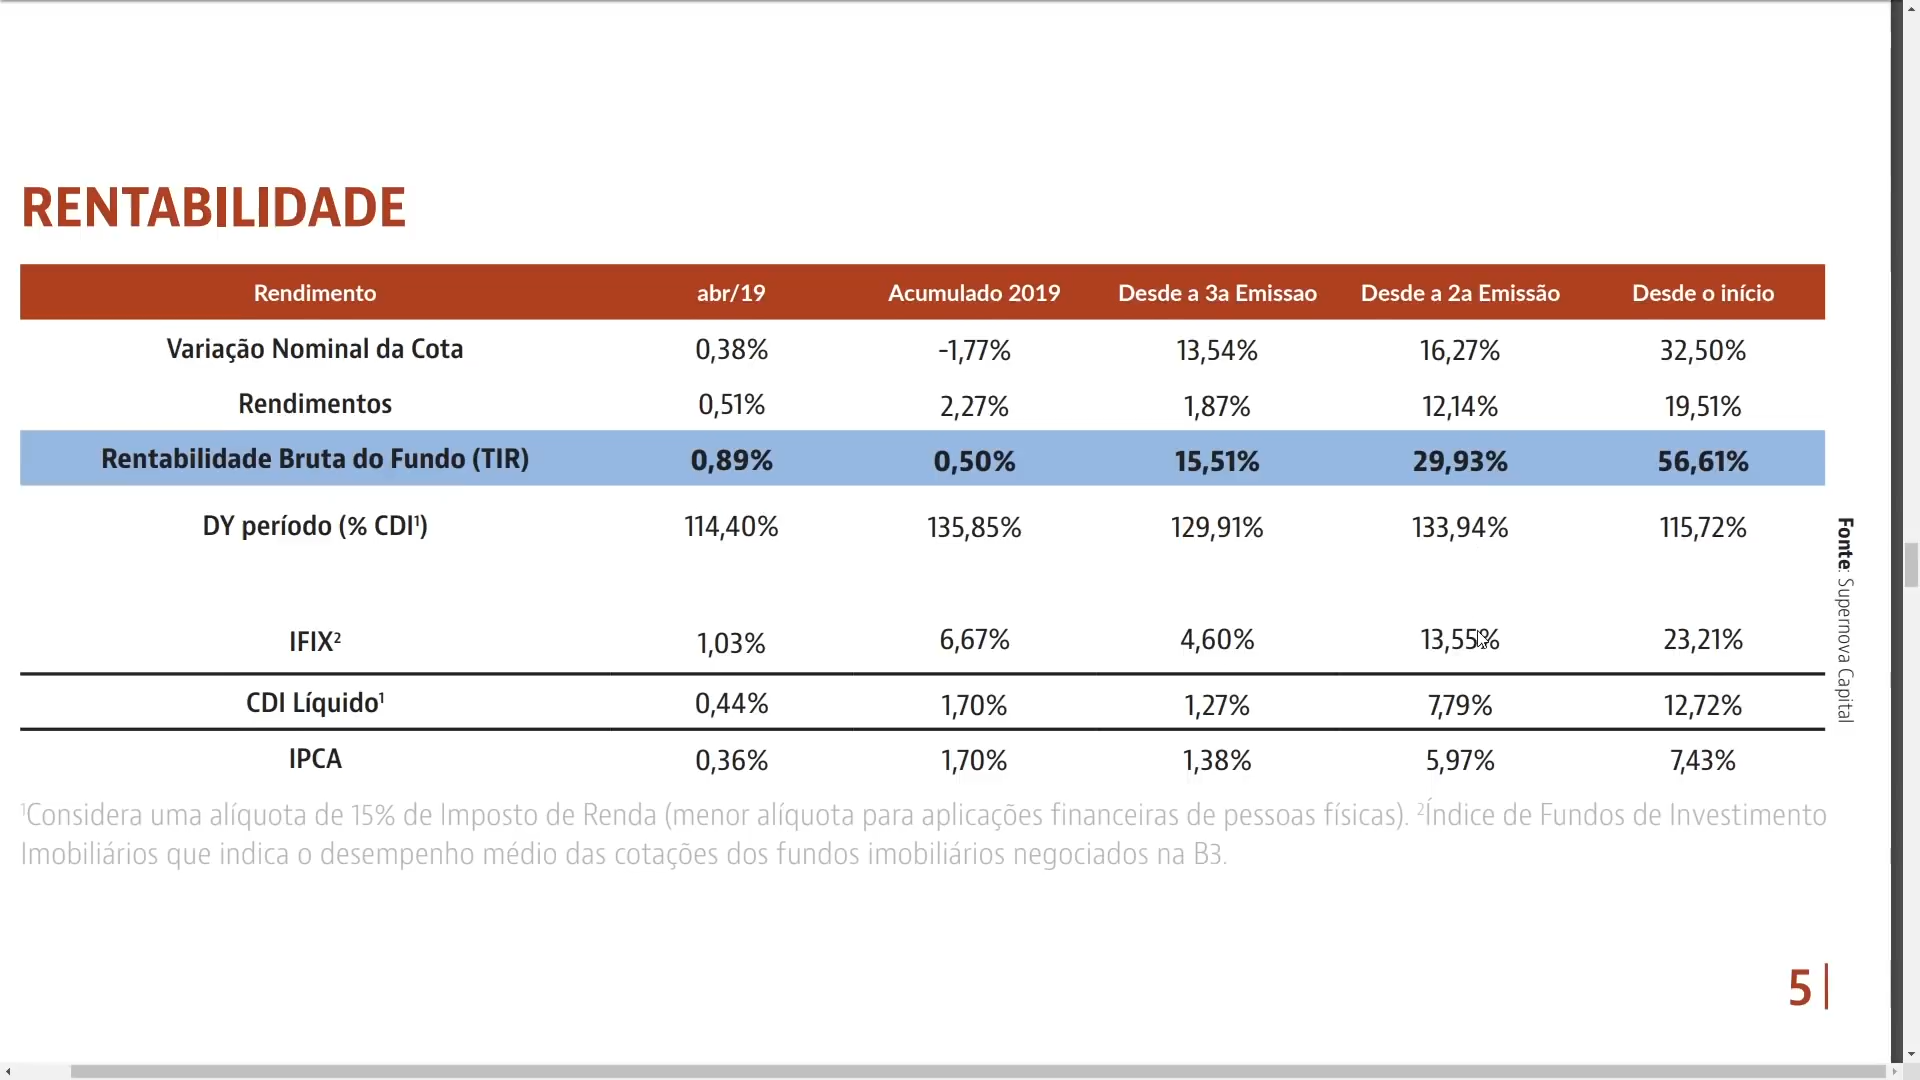 RENTABILIDADE
Rendimento abr/19 Acumulado 2019 Desde a 3a Emissao Desde a 2a Emissão Desde o início
Variação Nominal da Cota 0,38% -1,77% 13,54% 16,27% 32,50%
Rendimentos 0,51% 2,27% 1,87% 12,14% 19,51%
Rentabilidade Bruta do Fundo (TIR) 0,89% 0,50% 15,51% 29,93% 56,61%
DY período (% CDI¹) 114,40% 135,85% 129,91% 133,94% 115,72%
IFIX² 1,03% 6,67% 4,60% 13,55% 23,21%
CDI Líquido¹ 0,44% 1,70% 1,27% 7,79% 12,72%
IPCA 0,36% 1,70% 1,38% 5,97% 7,43%
Fonte: Supernova Capital
¹Considera uma alíquota de 15% de Imposto de Renda (menor alíquota para aplicações financeiras de pessoas físicas). ²Índice de Fundos de Investimento
Imobiliários que indica o desempenho médio das cotações dos fundos imobiliários negociados na B3.
5